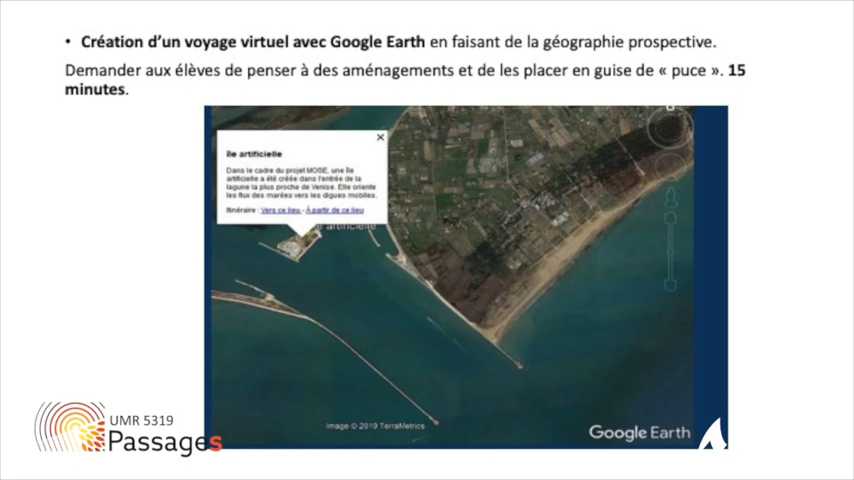 • Création d’un voyage virtuel avec Google Earth en faisant de la géographie prospective.
Demander aux élèves de penser à des aménagements et de les placer en guise de « puce ». 15
minutes.
Île artificielle
Dans le cadre du projet MOSE, une île
artificielle a été créée dans l'entrée de la
lagune la plus proche de Venise. Elle oriente
les flux des marées vers les digues mobiles.
Itinéraire : Vers ce lieu - À partir de ce lieu
artificielle
Image © 2019 TerraMetrics
Google Earth
UMR 5319
Passages